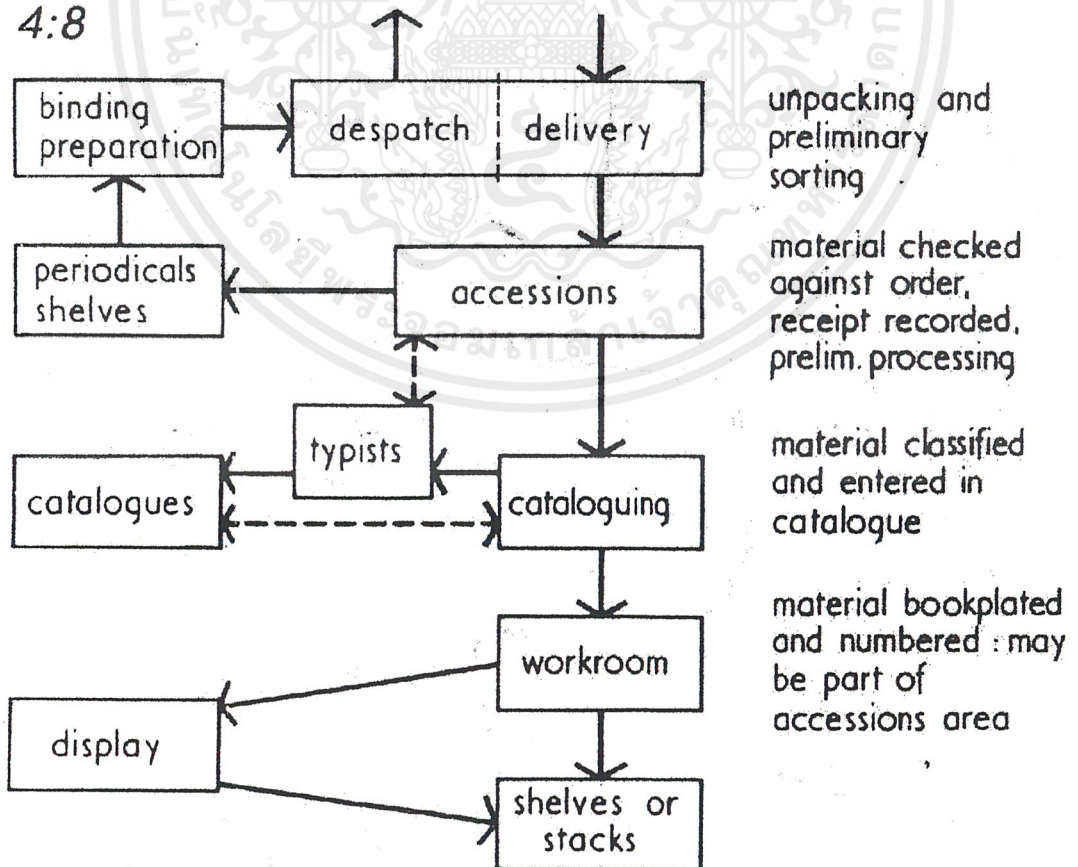 4:8
binding
preparation
despatch
delivery
unpacking and
preliminary
sorting
periodicals
shelves
accessions
material checked
against order,
receipt recorded,
prelim. processing
typists
catalogues
cataloguing
material classified
and entered in
catalogue
workroom
material bookplated
and numbered : may
be part of
accessions area
display
shelves or
stacks